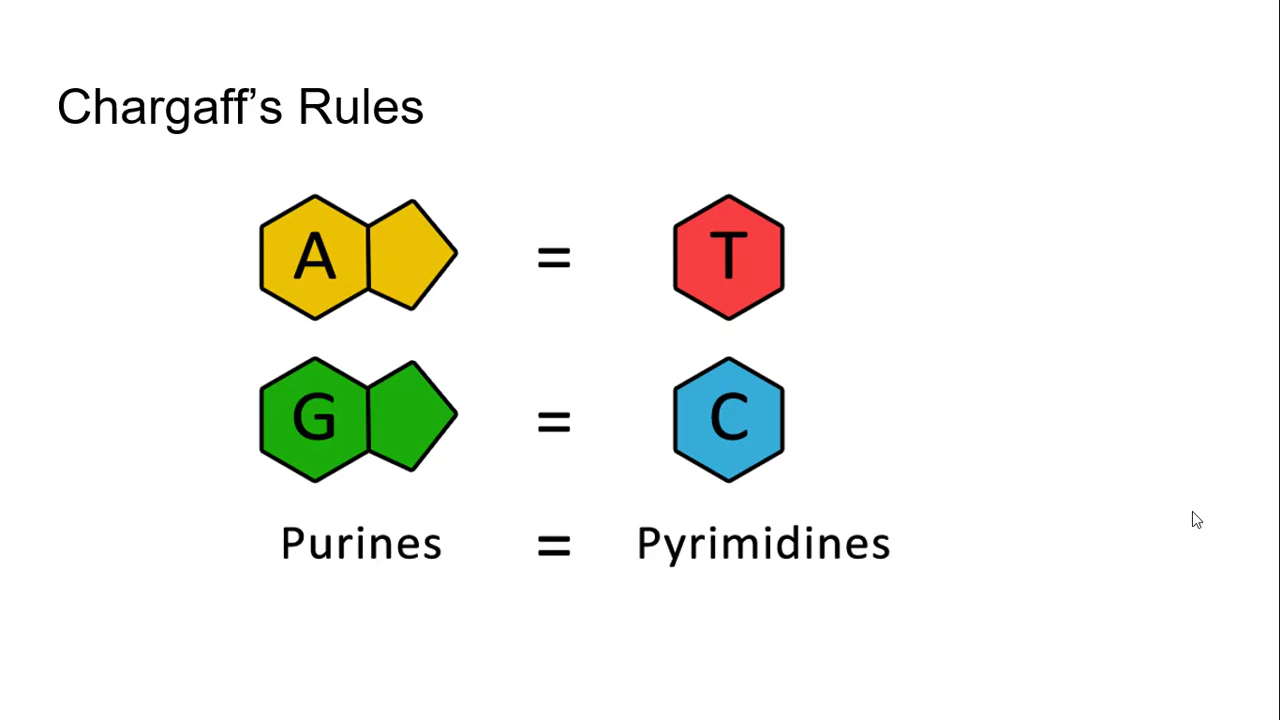 Chargaff’s Rules
A = T
G = C
Purines = Pyrimidines